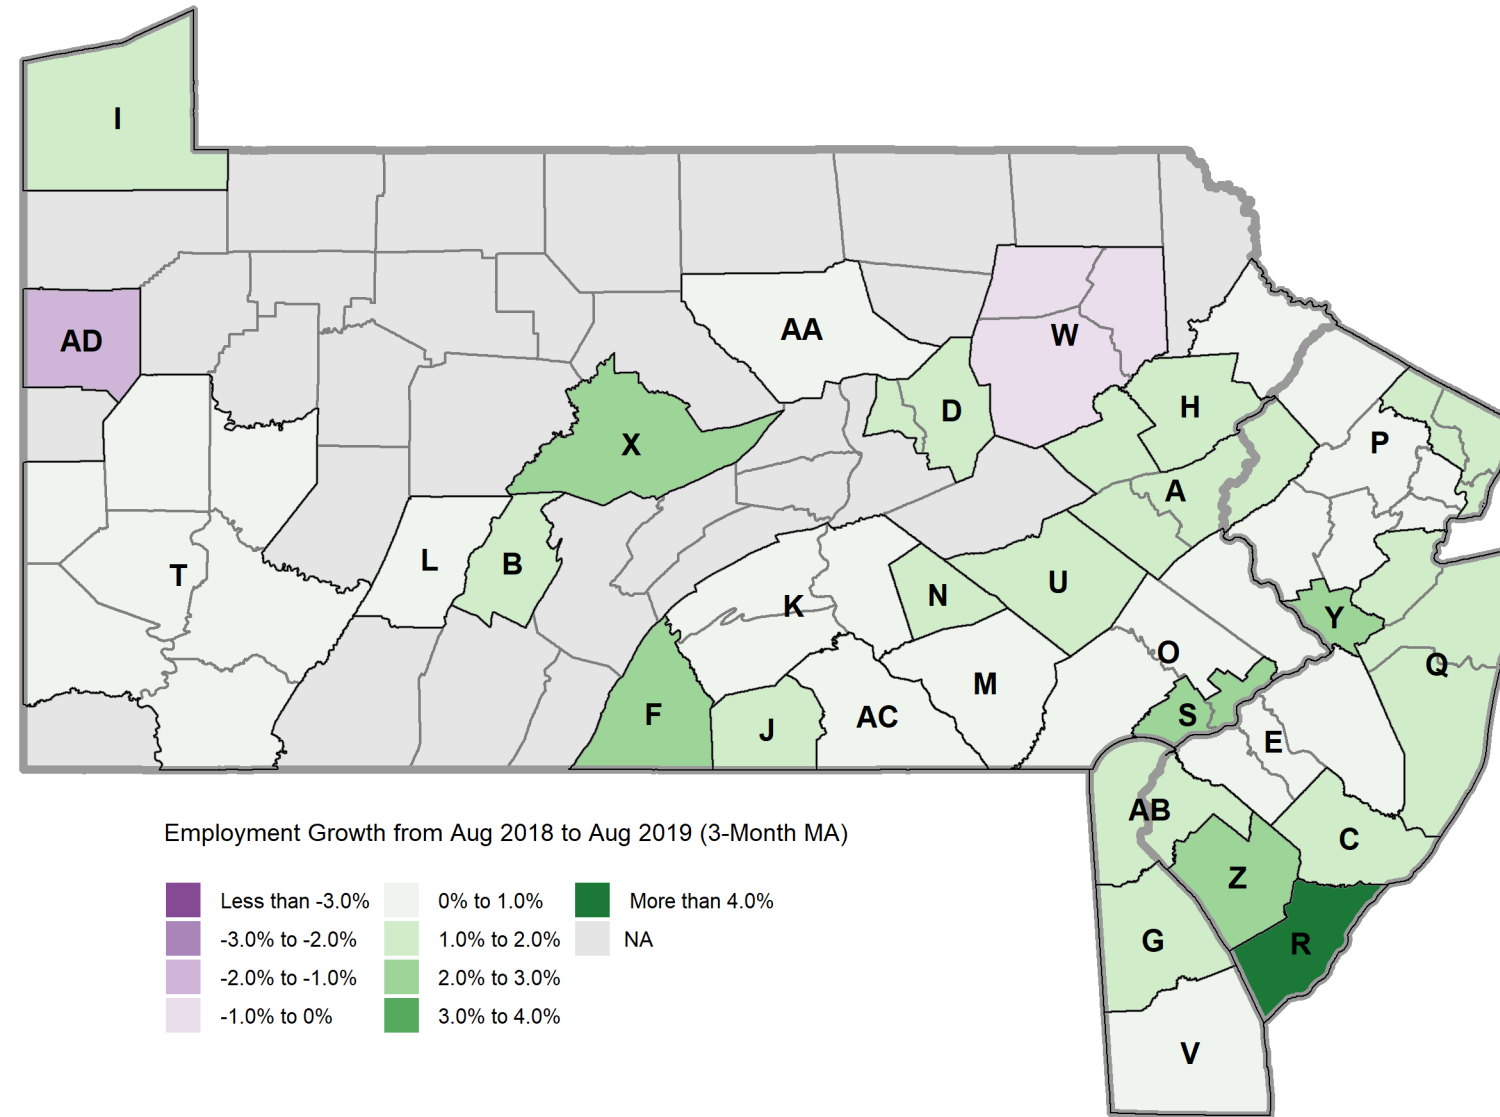 I
AD
AA
W
D
H
P
X
A
L
B
T
N
U
K
Y
O
Q
M
F
J
AC
S
E
AB
C
Z
G
R
V
Employment Growth from Aug 2018 to Aug 2019 (3-Month MA)
Less than -3.0%
-3.0% to -2.0%
-2.0% to -1.0%
-1.0% to 0%
0% to 1.0%
1.0% to 2.0%
2.0% to 3.0%
3.0% to 4.0%
More than 4.0%
NA